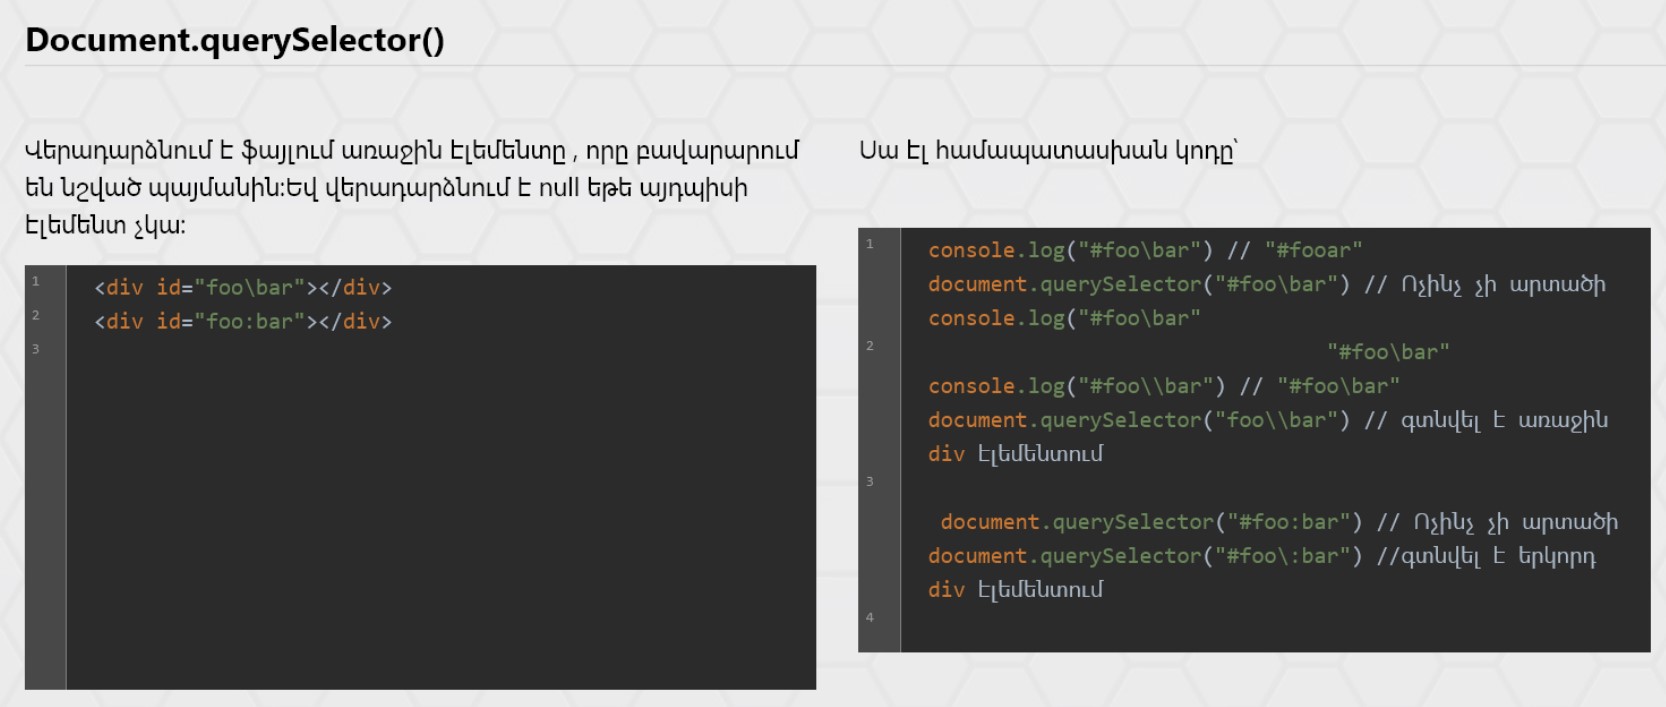 Document.querySelector()
Վերադարձնում է ֆայլում առաջին էլեմենտը , որը բավարարում
են նշված պայմանին:Եվ վերադարձնում է ոsll եթե այդպիսի
էլեմենտ չկա:
1 <div id="foo\bar"></div>
2 <div id="foo:bar"></div>
3
Սա էլ համապատասխան կոդը՝
1 console.log("#foo\bar") // "#fooar"
document.querySelector("#foo\bar") // Ոչինչ չի արտածի
console.log("#foo\bar"
2 "#foo\bar"
console.log("#foo\\bar") // "#foo\bar"
document.querySelector("foo\\bar") // գտնվել է առաջին
div էլեմենտում
3
document.querySelector("#foo:bar") // Ոչինչ չի արտածի
document.querySelector("#foo\:bar") //գտնվել է երկորդ
div էլեմենտում
4